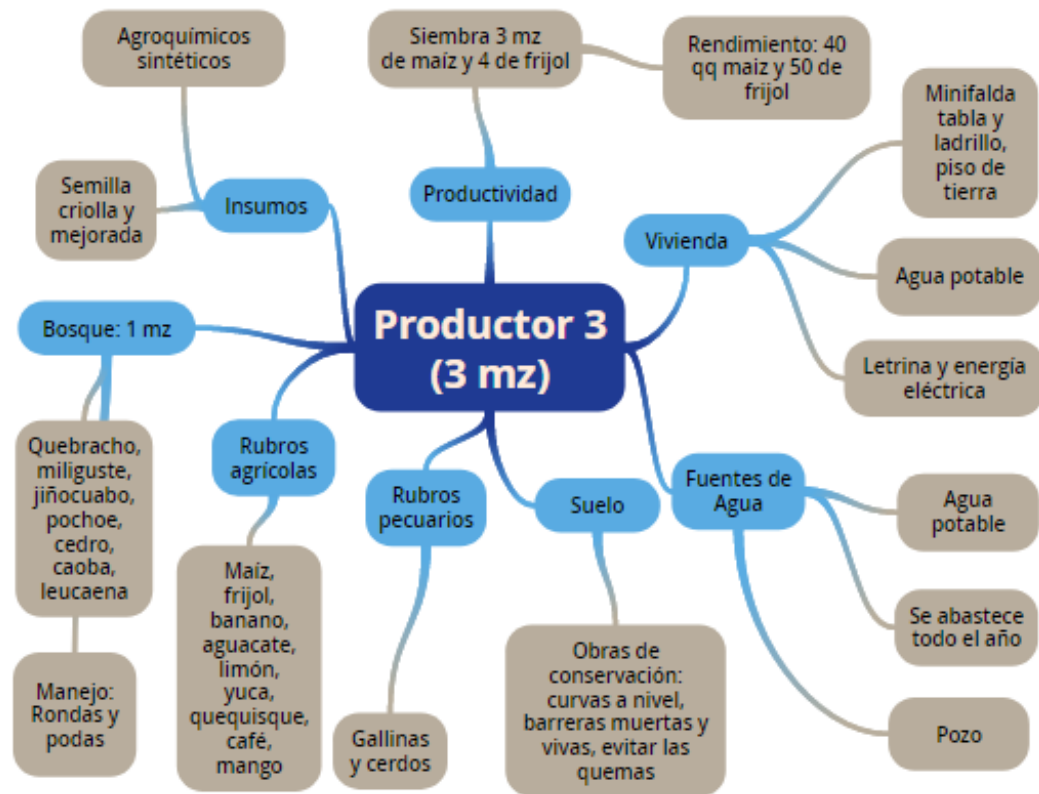 Agroquímicos
sintéticos
Siembra 3 mz
de maíz y 4 de frijol
Rendimiento: 40
qq maiz y 50 de
frijol
Minifalda
tabla y
ladrillo,
piso de
tierra
Semilla
criolla y
mejorada
Insumos
Productividad
Vivienda
Agua potable
Bosque: 1 mz
Productor 3
(3 mz)
Letrina y energía
eléctrica
Quebracho,
miliguste,
jiñocuabo,
pochoe,
cedro,
caoba,
leucaena
Rubros
agrícolas
Rubros
pecuarios
Suelo
Fuentes de
Agua
Agua
potable
Maíz,
frijol,
banano,
aguacate,
limón,
yuca,
quequisque,
café,
mango
Se abastece
todo el año
Manejo:
Rondas y
podas
Gallinas
y cerdos
Obras de
conservación:
curvas a nivel,
barreras muertas y
vivas, evitar las
quemas
Pozo